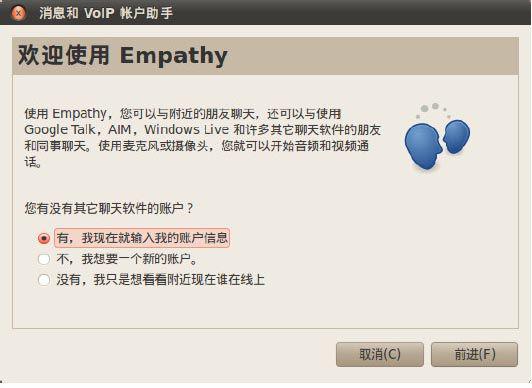 消息和 VoIP 帐户助手
欢迎使用 Empathy
使用 Empathy，您可以与附近的朋友聊天，还可以与使用
Google Talk，AIM，Windows Live 和许多其它聊天软件的朋友
和同事聊天。使用麦克风或摄像头，您就可以开始音频和视频通
话。
您有没有其它聊天软件的账户？
有，我现在就输入我的账户信息
不，我想要一个新的账户。
没有，我只是想看看附近现在谁在线上
取消(C)
前进(F)